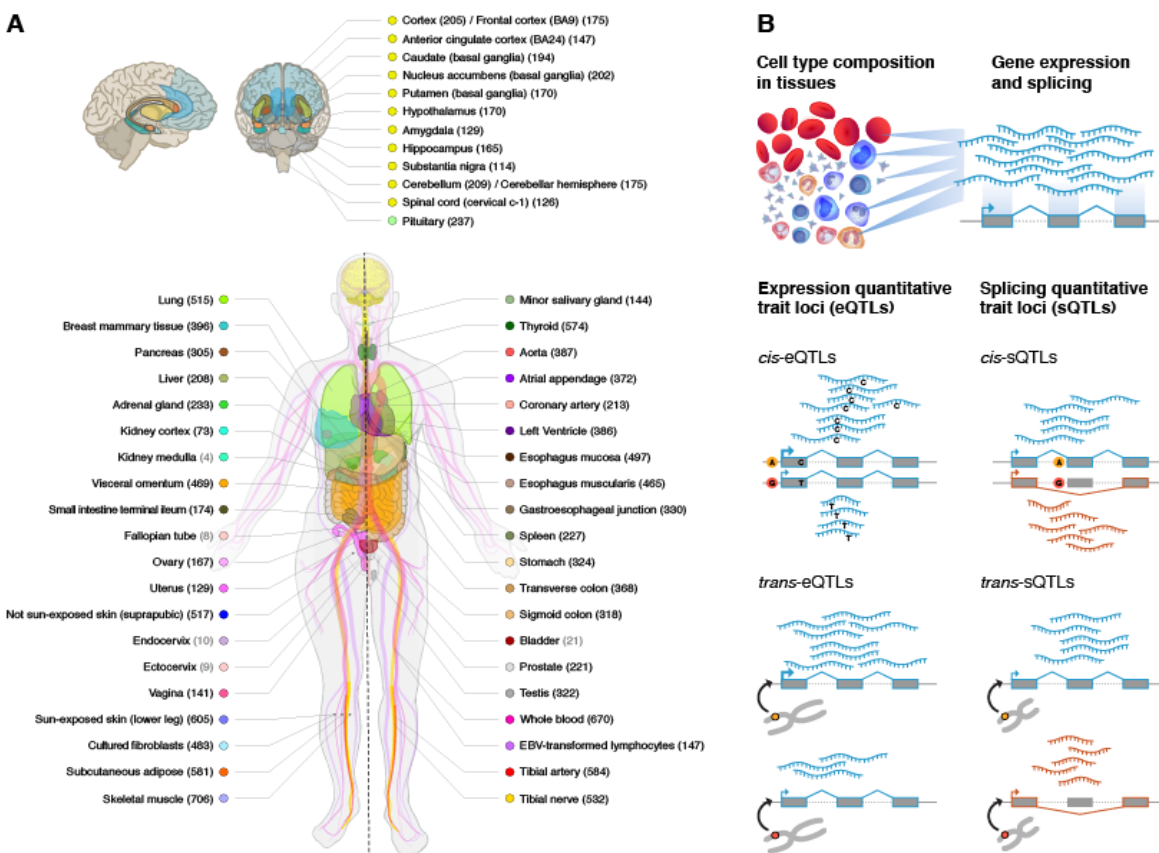 A
Cortex (205) / Frontal cortex (BA9) (175)
Anterior cingulate cortex (BA24) (147)
Caudate (basal ganglia) (194)
Nucleus accumbens (basal ganglia) (202)
Putamen (basal ganglia) (170)
Hypothalamus (170)
Amygdala (129)
Hippocampus (165)
Substantia nigra (114)
Cerebellum (209) / Cerebellar hemisphere (175)
Spinal cord (cervical c-1) (126)
Pituitary (237)
Lung (515)
Breast mammary tissue (396)
Pancreas (305)
Liver (208)
Adrenal gland (233)
Kidney cortex (73)
Kidney medulla (4)
Visceral omentum (469)
Small intestine terminal ileum (174)
Fallopian tube (8)
Ovary (167)
Uterus (129)
Not sun-exposed skin (suprapubic) (517)
Endocervix (10)
Ectocervix (9)
Vagina (141)
Sun-exposed skin (lower leg) (605)
Cultured fibroblasts (483)
Subcutaneous adipose (581)
Skeletal muscle (706)
Minor salivary gland (144)
Thyroid (574)
Aorta (387)
Atrial appendage (372)
Coronary artery (213)
Left Ventricle (386)
Esophagus mucosa (497)
Esophagus muscularis (465)
Gastroesophageal junction (330)
Spleen (227)
Stomach (324)
Transverse colon (368)
Sigmoid colon (318)
Bladder (21)
Prostate (221)
Testis (322)
Whole blood (670)
EBV-transformed lymphocytes (147)
Tibial artery (584)
Tibial nerve (532)
B
Cell type composition
in tissues
Gene expression
and splicing
Expression quantitative
trait loci (eQTLs)
cis-eQTLs
C
C
C
C C
C
C
C
A C
G T
T
T
T
T
trans-eQTLs
Splicing quantitative
trait loci (sQTLs)
cis-sQTLs
A
G
trans-sQTLs